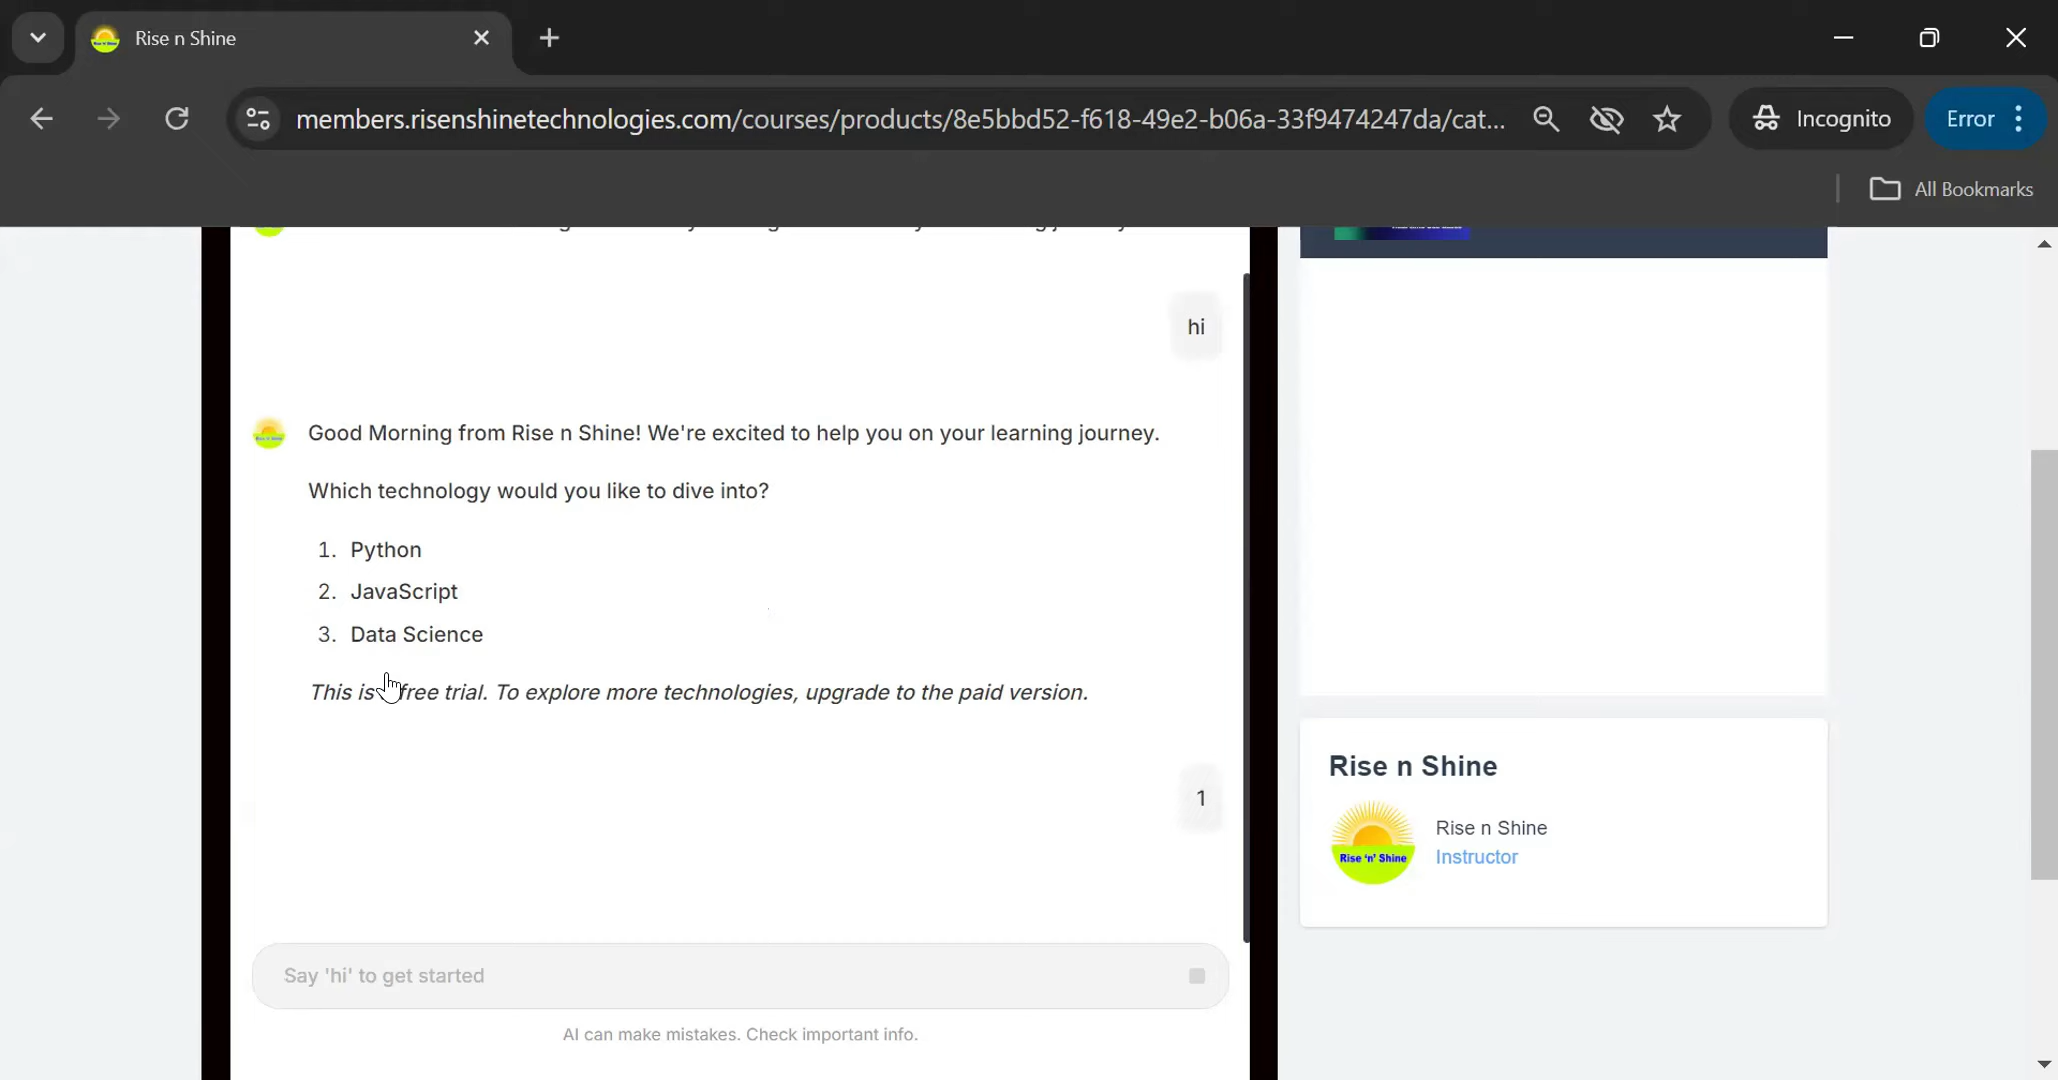 Rise n Shine
members.risenshinetechnologies.com/courses/products/8e5bbd52-f618-49e2-b06a-33f9474247da/cat...
Incognito
Error
All Bookmarks
hi
Good Morning from Rise n Shine! We're excited to help you on your learning journey.
Which technology would you like to dive into?
1. Python
2. JavaScript
3. Data Science
This is free trial. To explore more technologies, upgrade to the paid version.
1
Say 'hi' to get started
AI can make mistakes. Check important info.
Rise n Shine
Rise 'n' Shine
Rise n Shine
Instructor